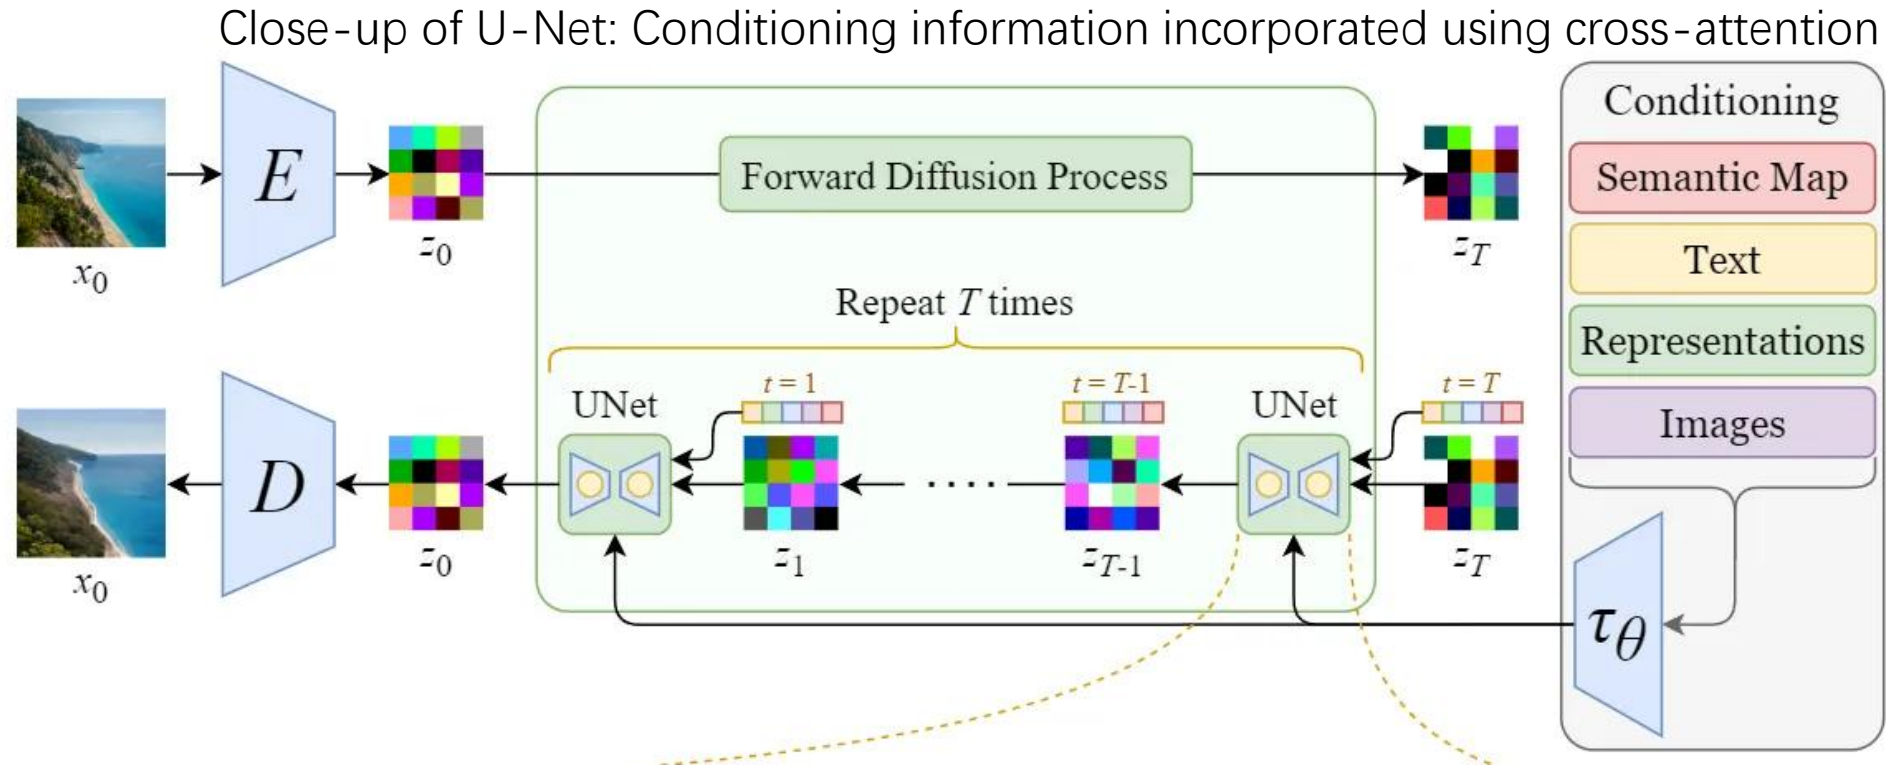 Close-up of U-Net: Conditioning information incorporated using cross-attention
x0
E
z0
Forward Diffusion Process
zT
Conditioning
Semantic Map
Text
Representations
Images
τθ
Repeat T times
UNet
t = 1
t = T-1
UNet
t = T
x0
D
z0
z1
....
zT-1
zT